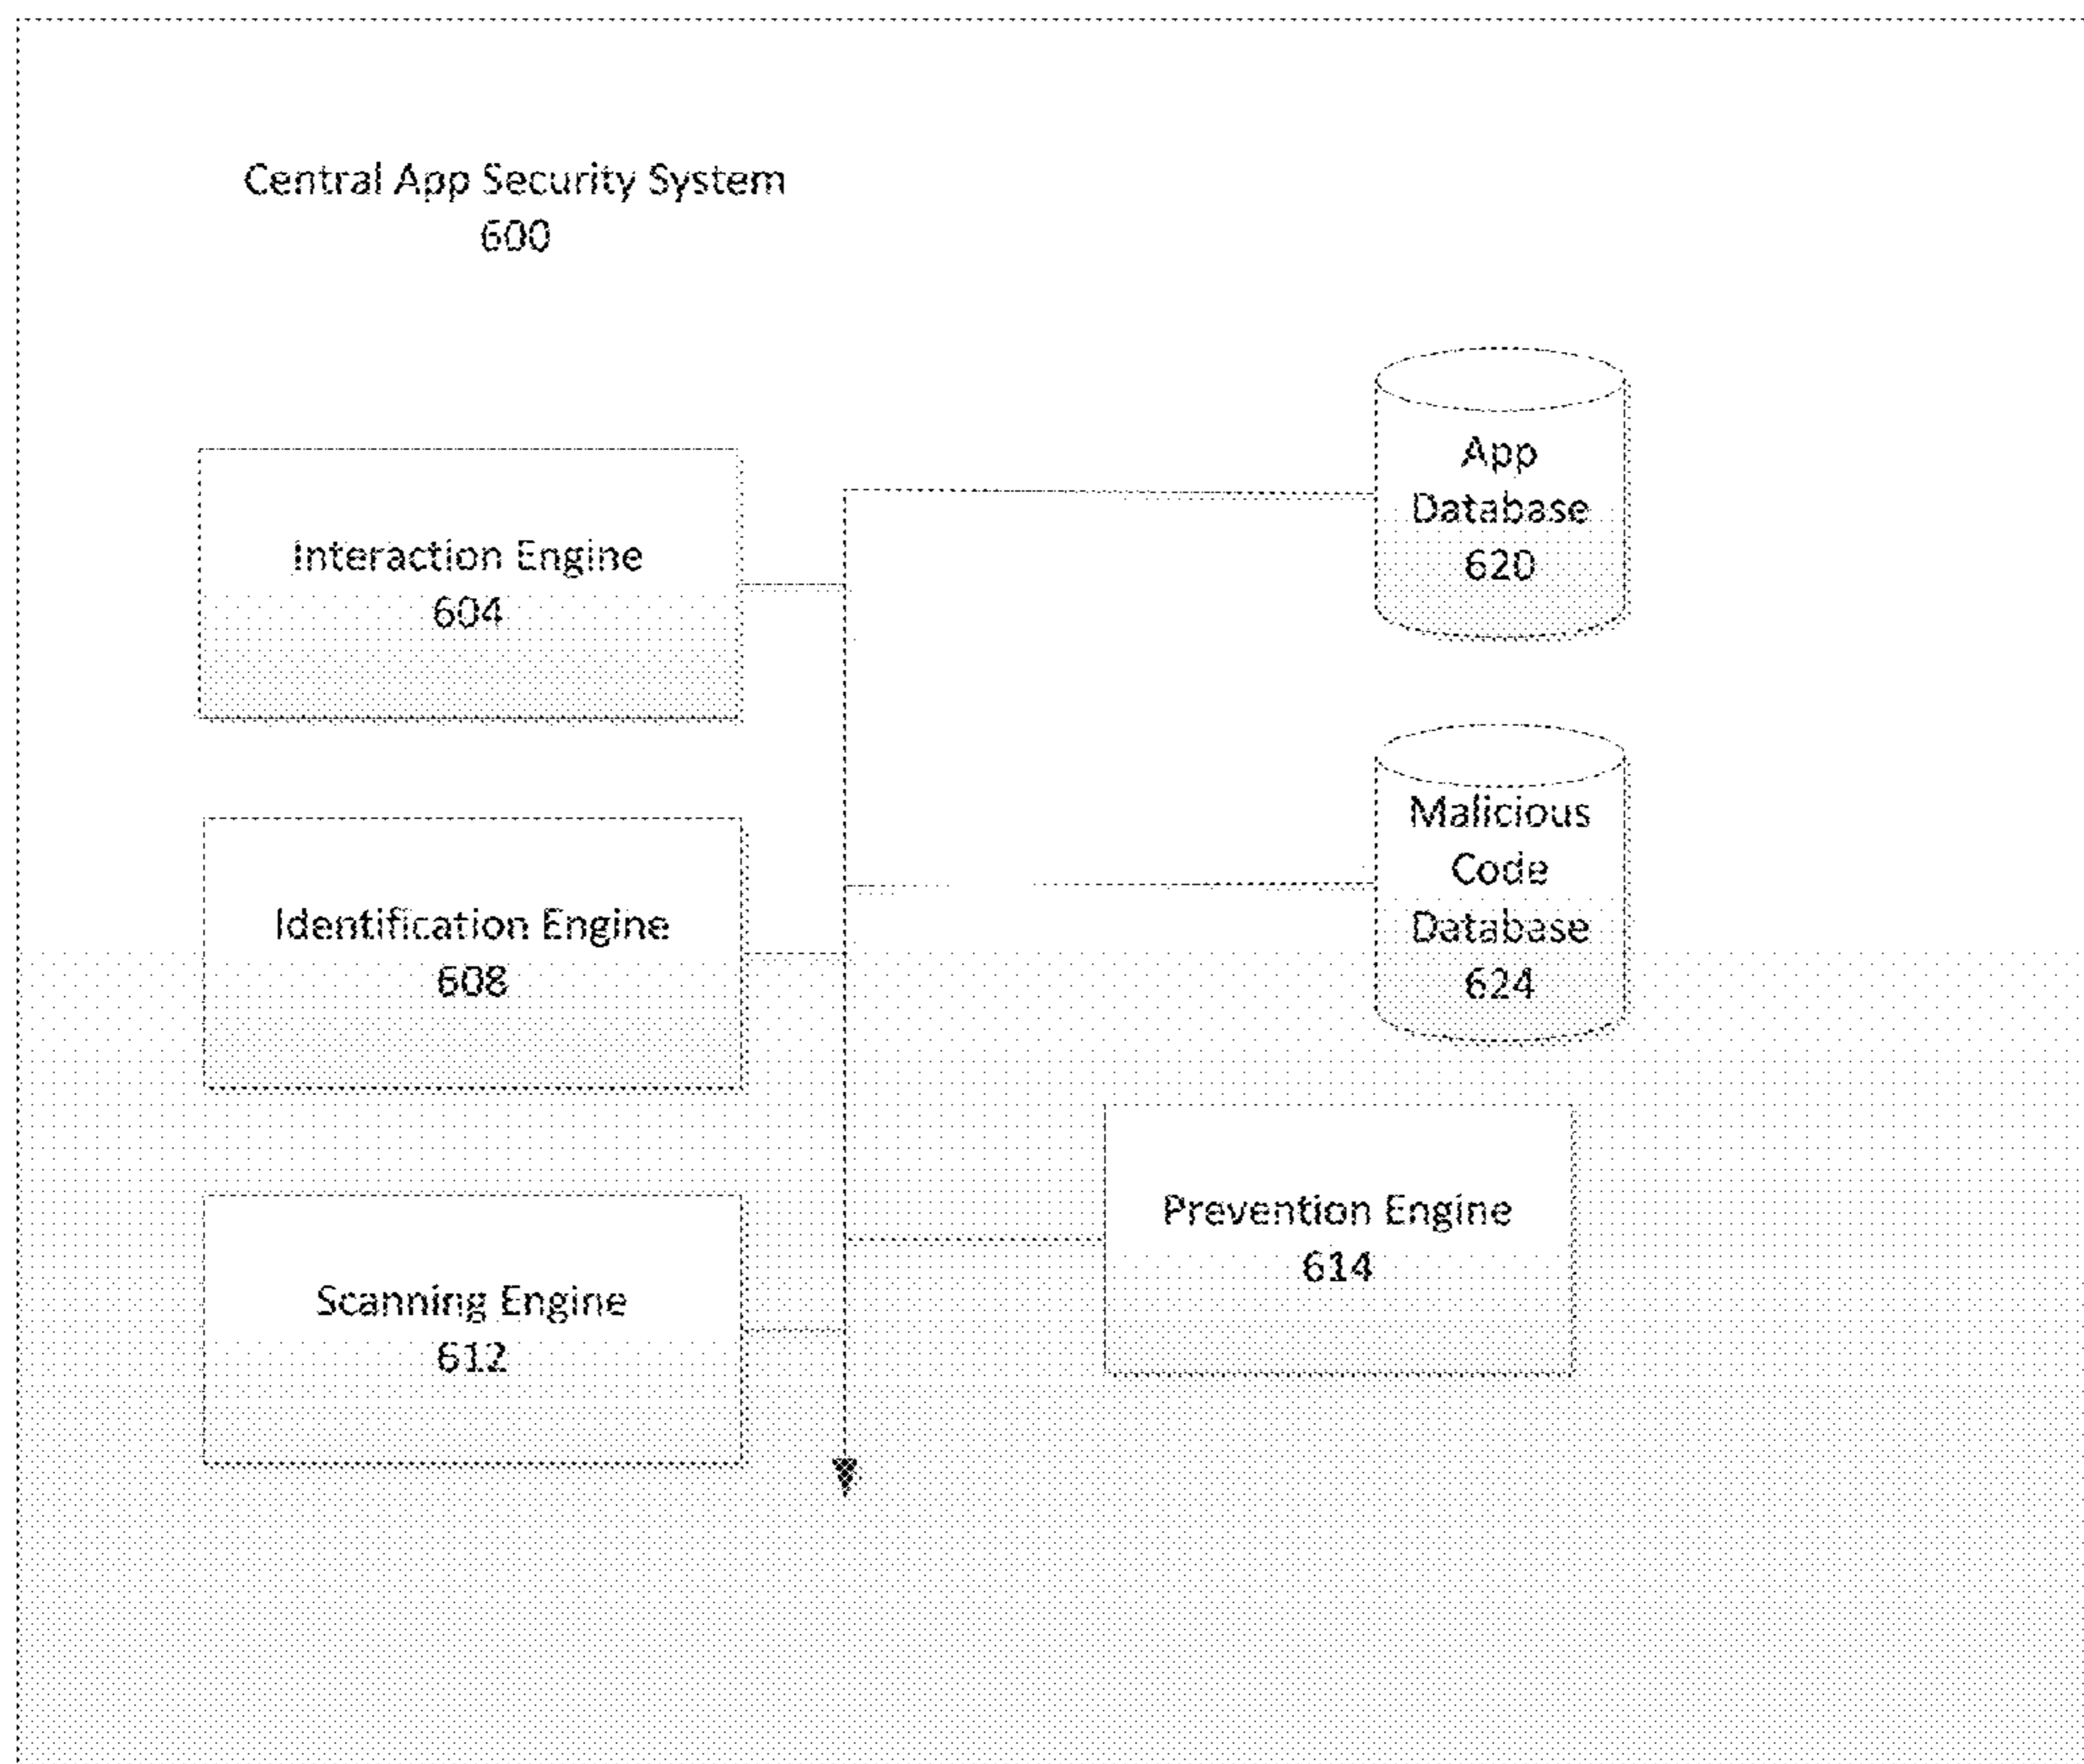 Central App Security System
600
Interaction Engine
604
Identification Engine
608
Scanning Engine
612
App
Database
620
Malicious
Code
Database
624
Prevention Engine
614